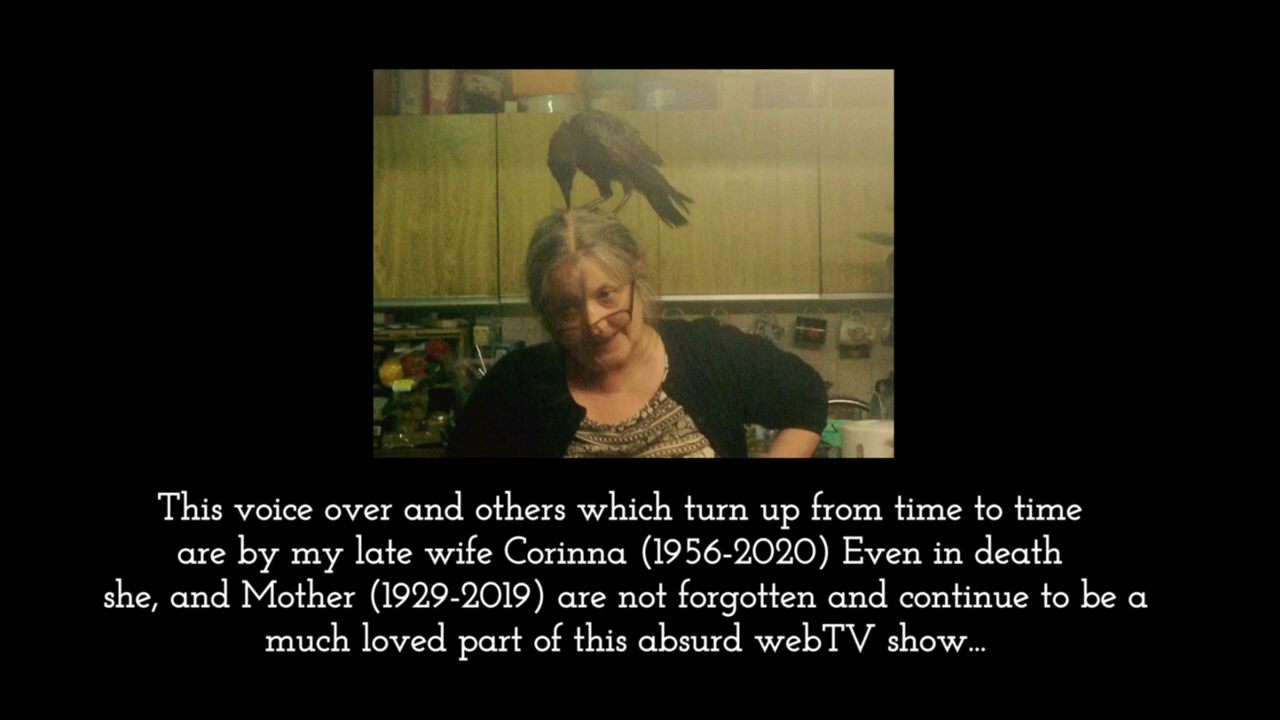 This voice over and others which turn up from time to time
are by my late wife Corinna (1956-2020) Even in death
she, and Mother (1929-2019) are not forgotten and continue to be a
much loved part of this absurd webTV show...